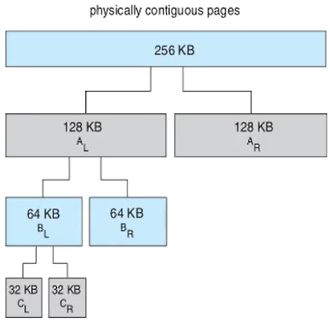 physically contiguous pages
256 KB
128 KB
A
L
128 KB
A
R
64 KB
B
L
64 KB
B
R
32 KB
C
L
32 KB
C
R